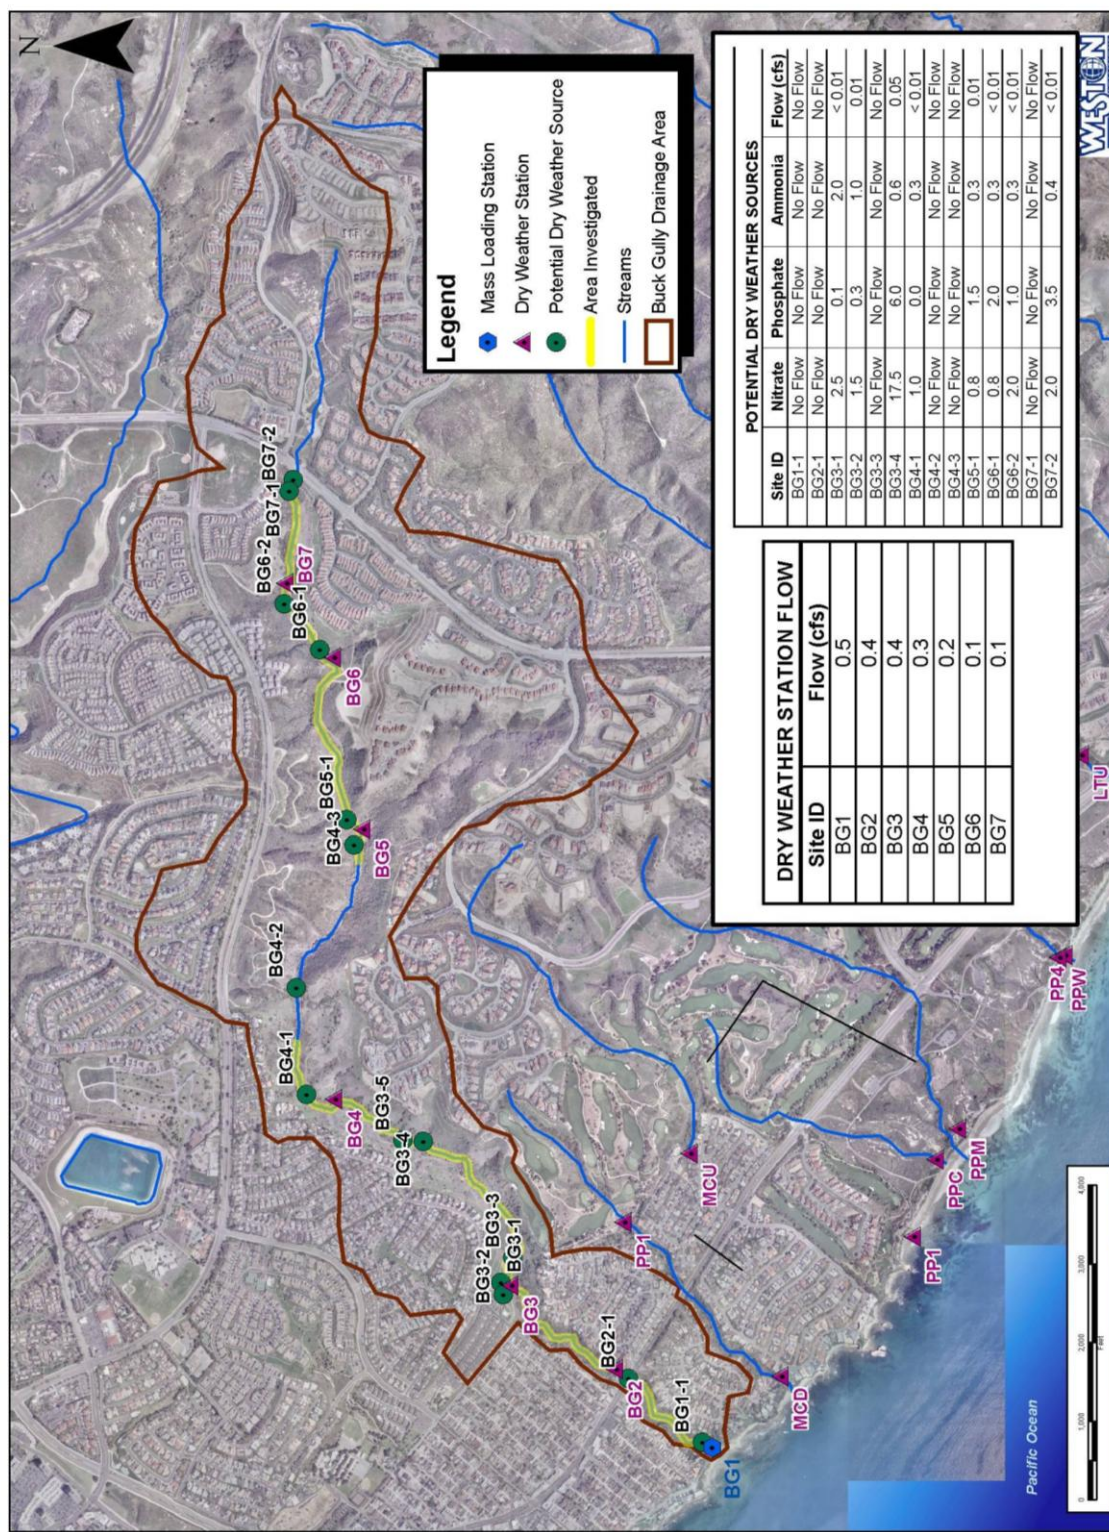 N
Legend
Mass Loading Station
Dry Weather Station
Potential Dry Weather Source
Area Investigated
Streams
Buck Gully Drainage Area
BG7-2
BG7-1
BG6-2
BG7
BG6-1
BG6
BG5-1
BG4-3
BG5
BG4-2
BG4-1
BG4
BG3-5
BG3-4
BG3-3
BG3-1
BG3-2
BG3
BG2-1
BG2
BG1-1
BG1
MCU
PP1
MCD
PP1
PPC
PPM
PP4
PPW
LTU
DRY WEATHER STATION FLOW
Site ID Flow (cfs)
BG1 0.5
BG2 0.4
BG3 0.4
BG4 0.3
BG5 0.2
BG6 0.1
BG7 0.1
POTENTIAL DRY WEATHER SOURCES
Site ID Nitrate Phosphate Ammonia Flow (cfs)
BG1-1 No Flow No Flow No Flow No Flow
BG2-1 No Flow No Flow No Flow No Flow
BG3-1 2.5 0.1 2.0 < 0.01
BG3-2 1.5 0.3 1.0 0.01
BG3-3 No Flow No Flow No Flow No Flow
BG3-4 17.5 6.0 0.6 0.05
BG4-1 1.0 0.0 0.3 < 0.01
BG4-2 No Flow No Flow No Flow No Flow
BG4-3 No Flow No Flow No Flow No Flow
BG5-1 0.8 1.5 0.3 0.01
BG6-1 0.8 2.0 0.3 < 0.01
BG6-2 2.0 1.0 0.3 < 0.01
BG7-1 No Flow No Flow No Flow No Flow
BG7-2 2.0 3.5 0.4 < 0.01
Pacific Ocean
0 1,000 2,000 3,000 4,000
Feet
WESTON